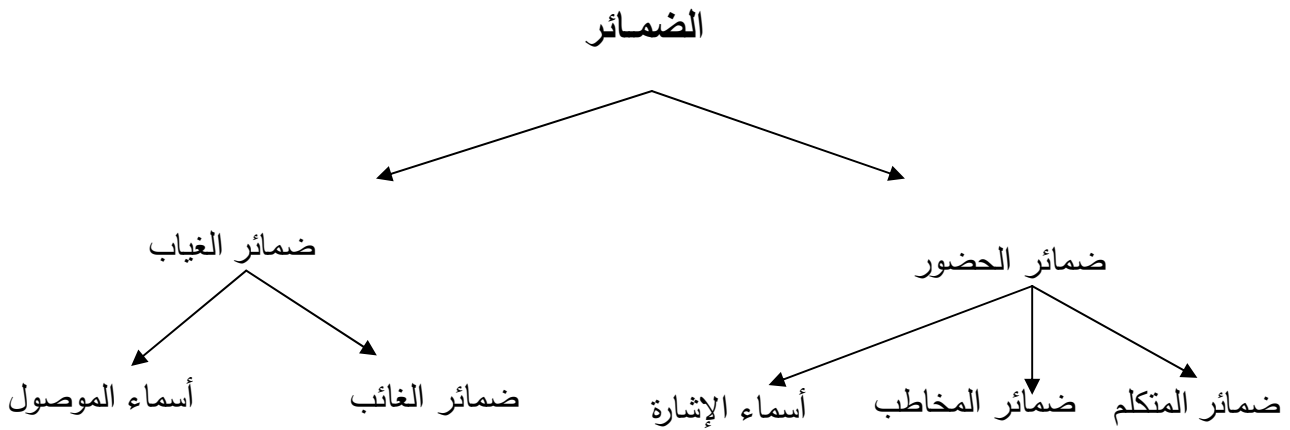 الضمـائر
ضمائر الحضور
ضمائر الغياب
ضمائر المتكلم
ضمائر المخاطب
أسماء الإشارة
ضمائر الغائب
أسماء الموصول